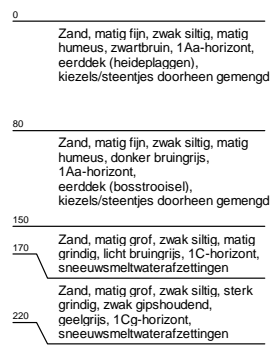 0
Zand, matig fijn, zwak siltig, matig
humeus, zwartbruin, 1Aa-horizont,
eerddek (heideplaggen),
kiezels/steentjes doorheen gemengd
80
Zand, matig fijn, zwak siltig, matig
humeus, donker bruingrijs,
1Aa-horizont,
eerddek (bosstrooisel),
kiezels/steentjes doorheen gemengd
150
Zand, matig grof, zwak siltig, matig
grindig, licht bruingrijs, 1C-horizont,
sneeuwsmeltwaterafzettingen
170
Zand, matig grof, zwak siltig, sterk
grindig, zwak gipshoudend,
geelgrijs, 1Cg-horizont,
sneeuwsmeltwaterafzettingen
220